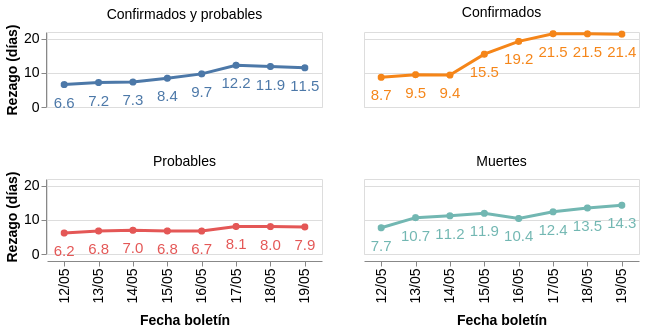 Confirmados y probables
Rezago (días)
20
10
0
6.6 7.2 7.3 8.4 9.7 12.2 11.9 11.5
Confirmados
8.7 9.5 9.4 15.5 19.2 21.5 21.5 21.4
Probables
Rezago (días)
20
10
0
6.2 6.8 7.0 6.8 6.7 8.1 8.0 7.9
12/05 13/05 14/05 15/05 16/05 17/05 18/05 19/05
Fecha boletín
Muertes
7.7 10.7 11.2 11.9 10.4 12.4 13.5 14.3
12/05 13/05 14/05 15/05 16/05 17/05 18/05 19/05
Fecha boletín